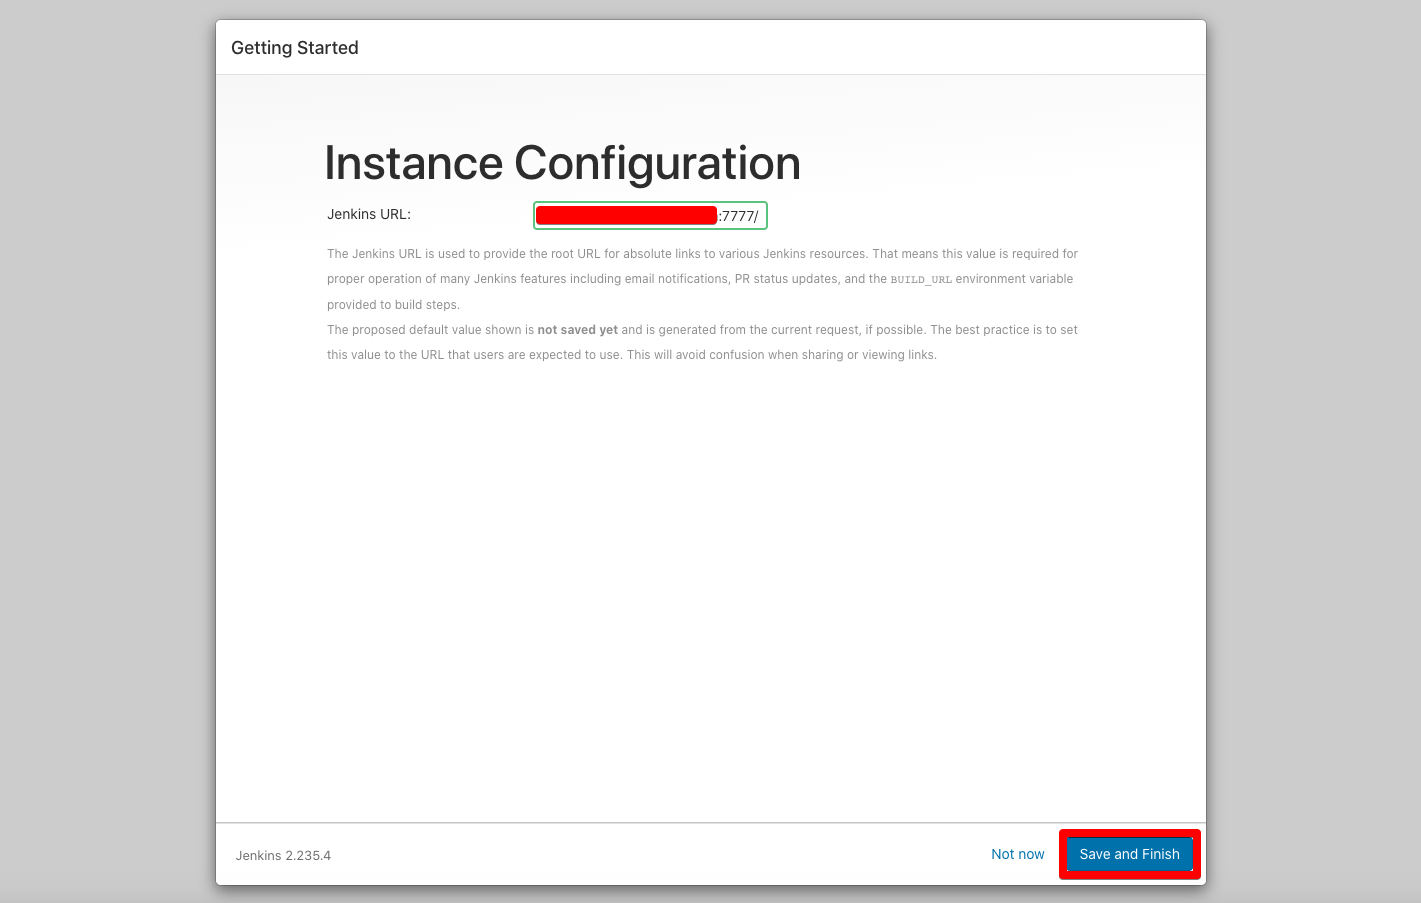 Getting Started
Instance Configuration
Jenkins URL: :7777/
The Jenkins URL is used to provide the root URL for absolute links to various Jenkins resources. That means this value is required for
proper operation of many Jenkins features including email notifications, PR status updates, and the BUILD_URL environment variable
provided to build steps.
The proposed default value shown is not saved yet and is generated from the current request, if possible. The best practice is to set
this value to the URL that users are expected to use. This will avoid confusion when sharing or viewing links.
Jenkins 2.235.4 Not now Save and Finish